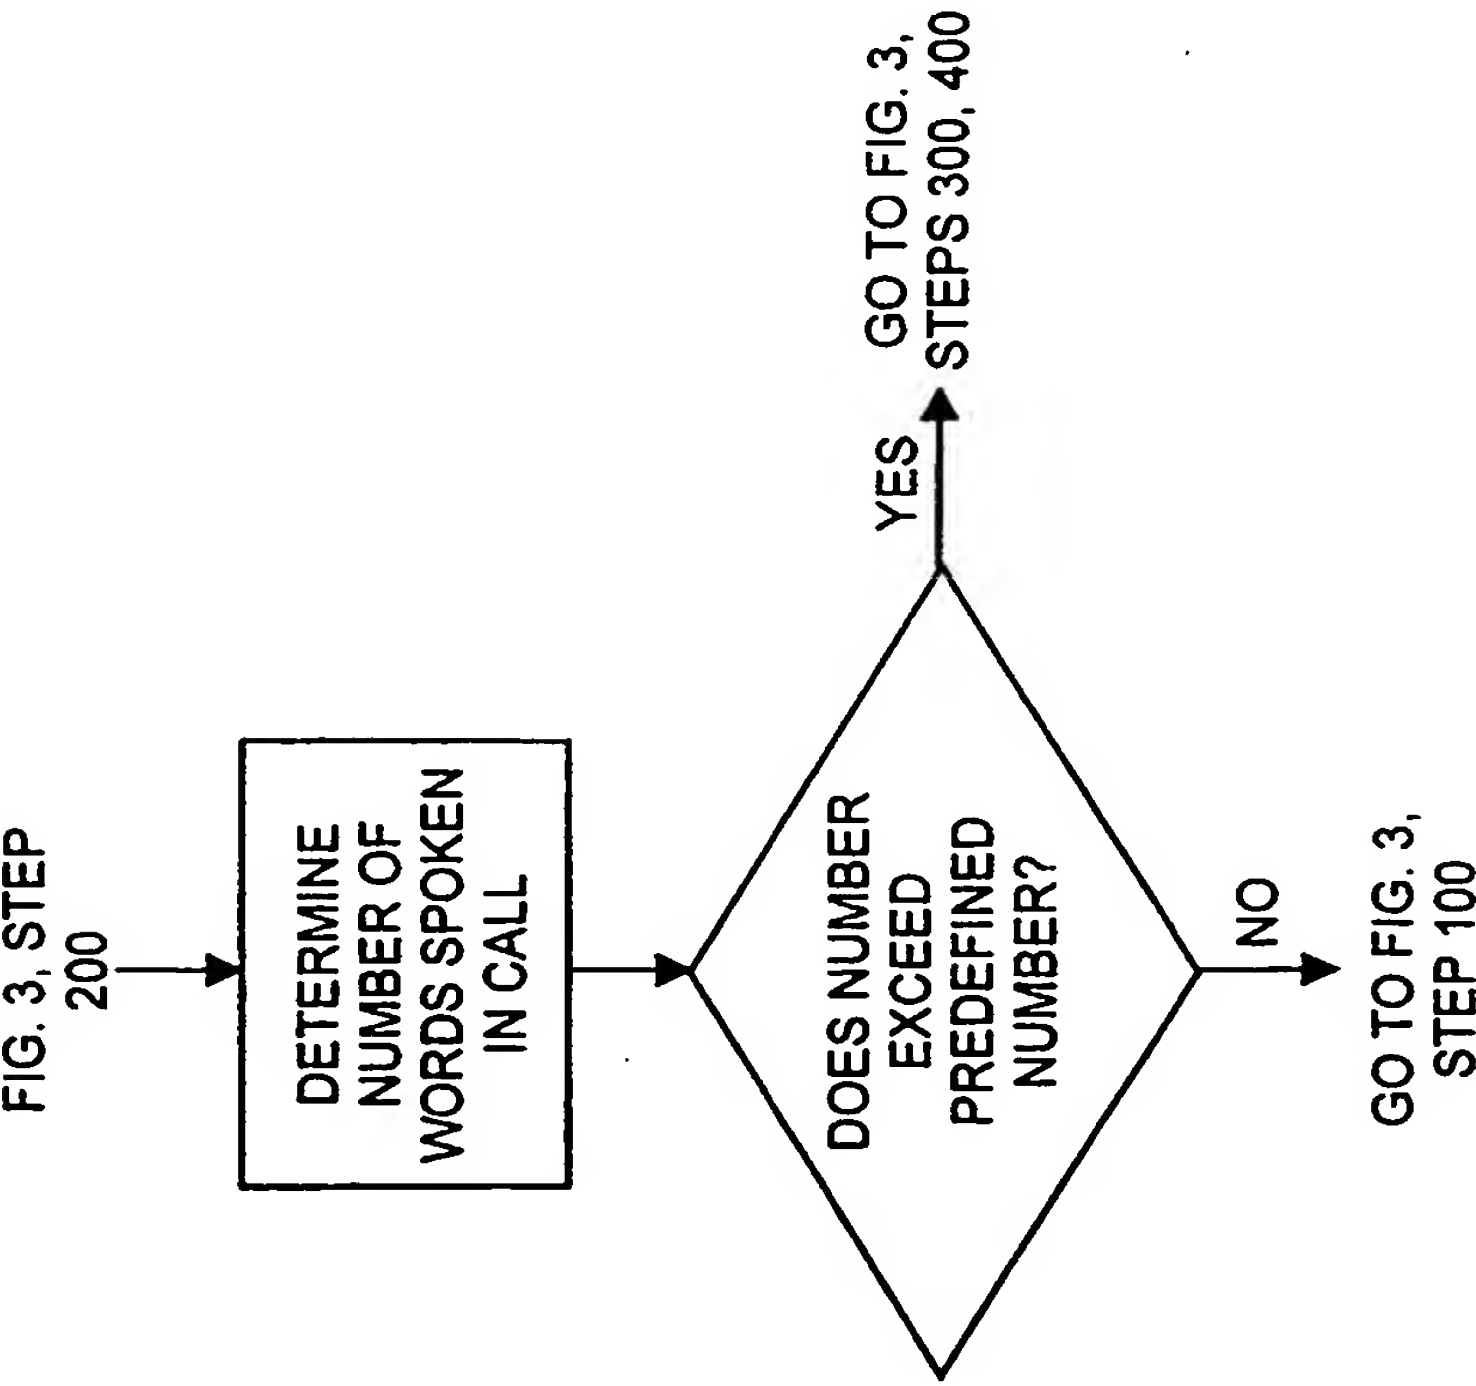 FIG. 3, STEP
200
DETERMINE
NUMBER OF
WORDS SPOKEN
IN CALL
DOES NUMBER
EXCEED
PREDEFINED
NUMBER?
YES
GO TO FIG. 3,
STEPS 300, 400
NO
GO TO FIG. 3,
STEP 100